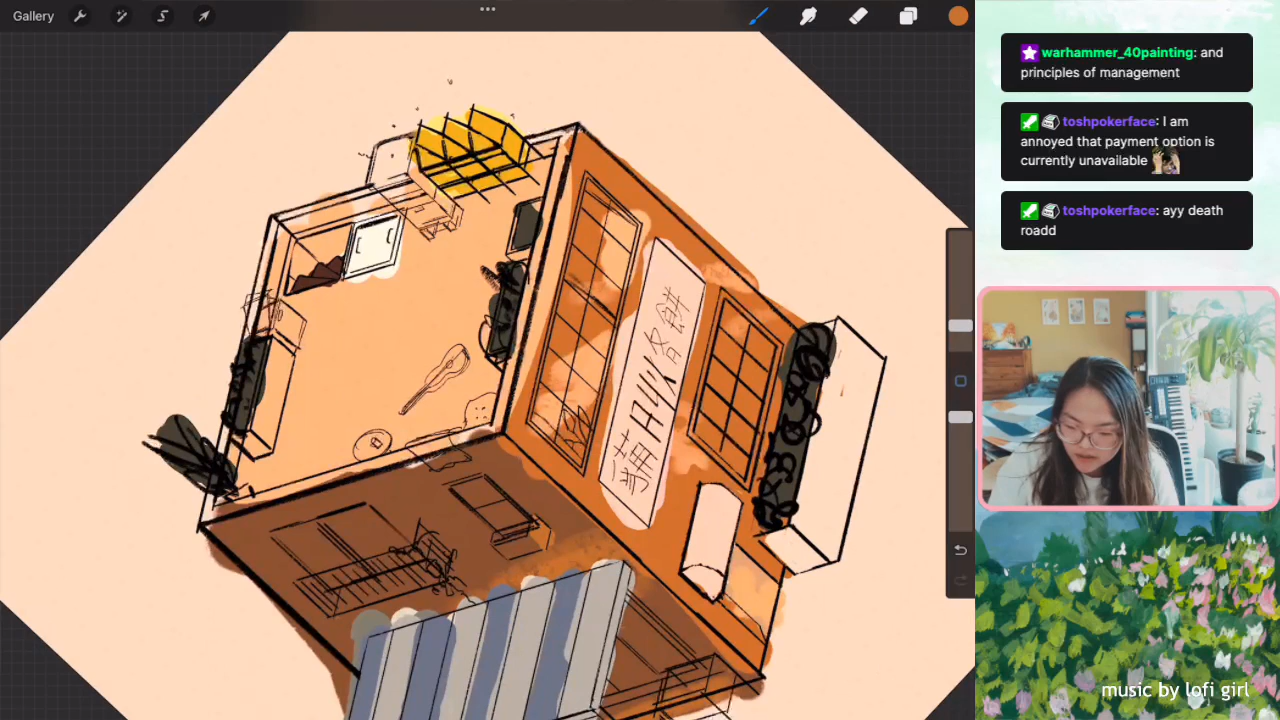 Gallery
warhammer_40painting: and
principles of management
toshpokerface: I am
annoyed that payment option is
currently unavailable
toshpokerface: ayy death
roadd
music by lofi girl